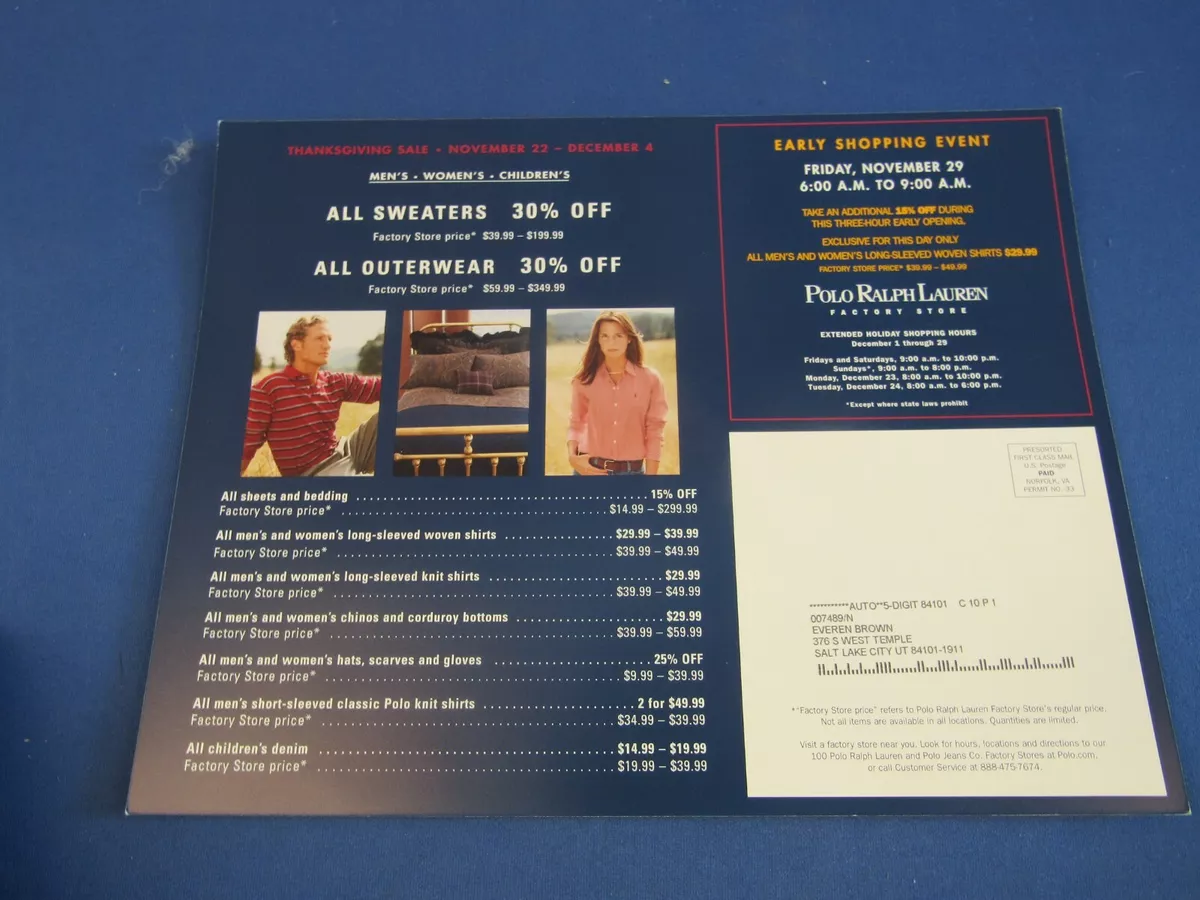 THANKSGIVING SALE • NOVEMBER 22 – DECEMBER 4
MEN'S • WOMEN'S • CHILDREN'S
ALL SWEATERS 30% OFF
Factory Store price* $39.99 – $199.99
ALL OUTERWEAR 30% OFF
Factory Store price* $59.99 – $349.99
All sheets and bedding ........ 15% OFF
Factory Store price* ........ $14.99 – $299.99
All men's and women's long-sleeved woven shirts ........ $29.99 – $39.99
Factory Store price* ........ $39.99 – $49.99
All men's and women's long-sleeved knit shirts ........ $29.99
Factory Store price* ........ $39.99 – $49.99
All men's and women's chinos and corduroy bottoms ........ $29.99
Factory Store price* ........ $39.99 – $59.99
All men's and women's hats, scarves and gloves ........ 25% OFF
Factory Store price* ........ $9.99 – $39.99
All men's short-sleeved classic Polo knit shirts ........ 2 for $49.99
Factory Store price* ........ $34.99 – $39.99
All children's denim ........ $14.99 – $19.99
Factory Store price* ........ $19.99 – $39.99
EARLY SHOPPING EVENT
FRIDAY, NOVEMBER 29
6:00 A.M. TO 9:00 A.M.
TAKE AN ADDITIONAL 15% OFF DURING
THIS THREE-HOUR EARLY OPENING.
EXCLUSIVE FOR THIS DAY ONLY
ALL MEN'S AND WOMEN'S LONG-SLEEVED WOVEN SHIRTS $29.99
FACTORY STORE PRICE* $39.99 – $49.99
POLO RALPH LAUREN
FACTORY STORE
EXTENDED HOLIDAY SHOPPING HOURS
December 1 through 29
Fridays and Saturdays, 9:00 a.m. to 10:00 p.m.
Sundays*, 9:00 a.m. to 8:00 p.m.
Monday, December 23, 8:00 a.m. to 10:00 p.m.
Tuesday, December 24, 8:00 a.m. to 6:00 p.m.
*Except where state laws prohibit
PRESORTED
FIRST CLASS MAIL
U.S. Postage
PAID
NORFOLK, VA
PERMIT NO. 33
***********AUTO**5-DIGIT 84101 C 10 P 1
007489/N
EVEREN BROWN
376 S WEST TEMPLE
SALT LAKE CITY UT 84101-1911
*"Factory Store price" refers to Polo Ralph Lauren Factory Store's regular price.
Not all items are available in all locations. Quantities are limited.
Visit a factory store near you. Look for hours, locations and directions to our
100 Polo Ralph Lauren and Polo Jeans Co. Factory Stores at Polo.com,
or call Customer Service at 888-475-7674.